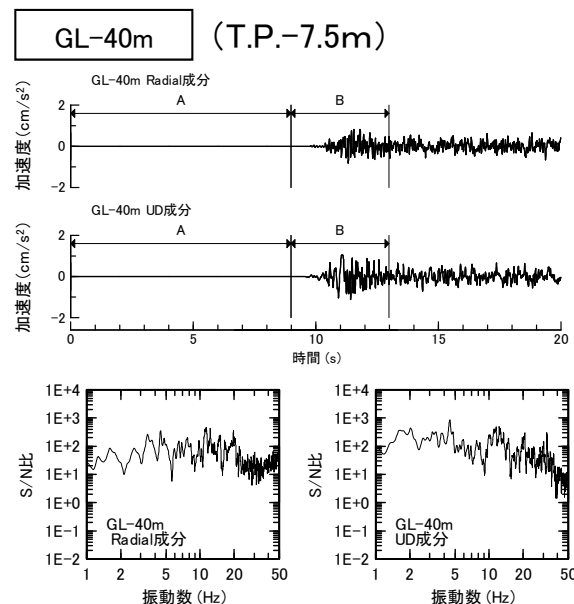 GL-40m (T.P.-7.5m)
GL-40m Radial成分
加速度(cm/s²)
2
0
-2
A B
GL-40m UD成分
加速度(cm/s²)
2
0
-2
A B
0 5 10 15 20
時間(s)
S/N比
1E+4
1E+3
1E+2
1E+1
1E+0
1E-1
1E-2
GL-40m
Radial成分
1 2 5 10 20 50
振動数(Hz)
S/N比
1E+4
1E+3
1E+2
1E+1
1E+0
1E-1
1E-2
GL-40m
UD成分
1 2 5 10 20 50
振動数(Hz)